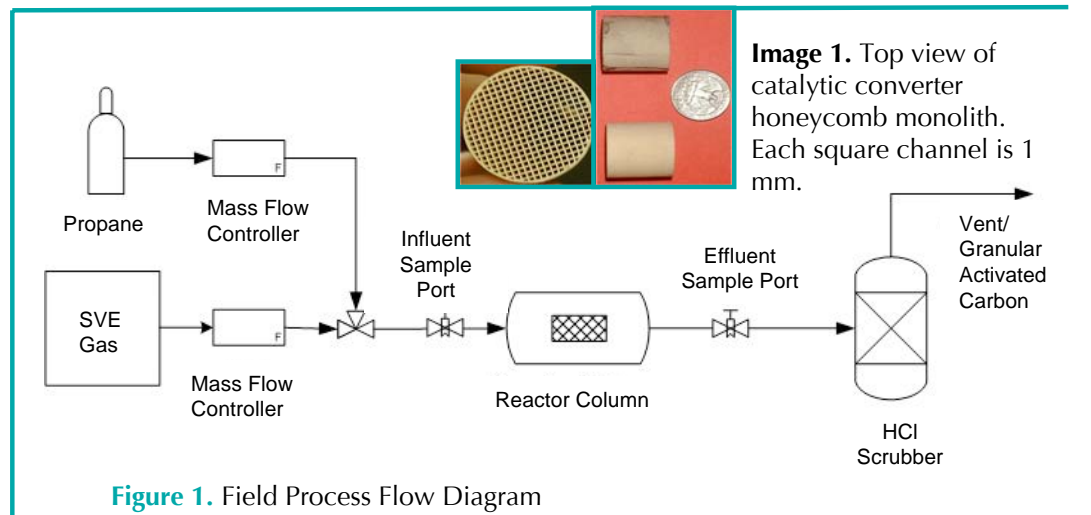 Image 1. Top view of
catalytic converter
honeycomb monolith.
Each square channel is 1
mm.
Propane
F
Mass Flow
Controller
SVE
Gas
F
Mass Flow
Controller
Influent
Sample
Port
Reactor Column
Effluent
Sample Port
HCl
Scrubber
Vent/
Granular
Activated
Carbon
Figure 1. Field Process Flow Diagram